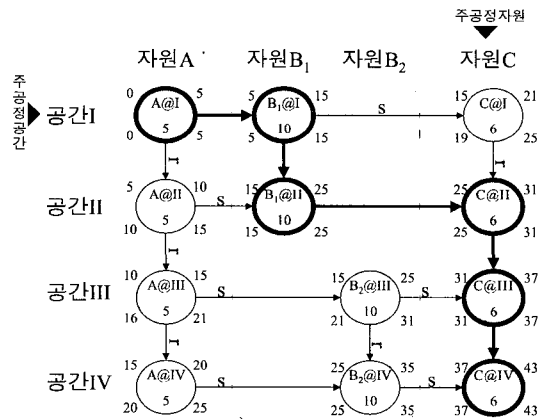 주공정자원
자원A 자원B1 자원B2 자원C
주공정공간
공간I
0 A@I 5
0 5 5
5 B1@I 15
5 10 15
s
15 C@I 21
19 6 25
r r
공간II
5 A@II 10
10 5 15
s
15 B1@II 25
15 10 25
25 C@II 31
25 6 31
r
공간III
10 A@III 15
16 5 21
s
15 B2@III 25
21 10 31
s
31 C@III 37
31 6 37
r r
공간IV
15 A@IV 20
20 5 25
s
25 B2@IV 35
25 10 35
s
37 C@IV 43
37 6 43